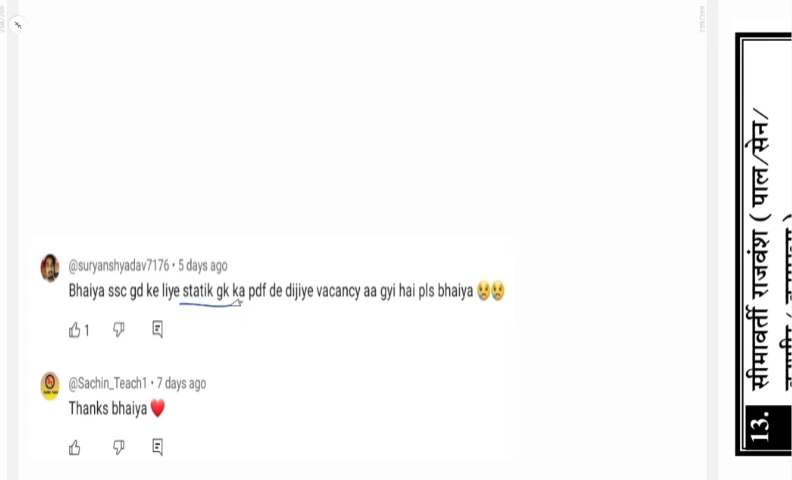 @suryanshyadav7176 • 5 days ago
Bhaiya ssc gd ke liye statik gk ka pdf de dijiye vacancy aa gyi hai pls bhaiya 😢😢
1
@Sachin_Teach1 • 7 days ago
Thanks bhaiya ❤️
13. सीमावर्ती राजवंश ( पाल/सेन/